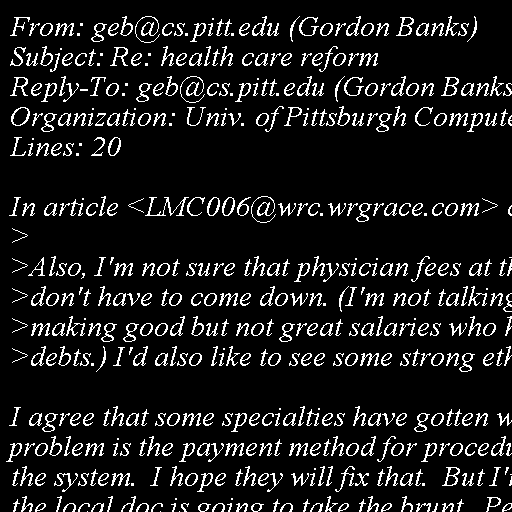 From: geb@cs.pitt.edu (Gordon Banks)
Subject: Re: health care reform
Reply-To: geb@cs.pitt.edu (Gordon Banks
Organization: Univ. of Pittsburgh Compute
Lines: 20

In article <LMC006@wrc.wrgrace.com>
>
>Also, I'm not sure that physician fees at th
>don't have to come down. (I'm not talking
>making good but not great salaries who h
>debts.) I'd also like to see some strong eth

I agree that some specialties have gotten w
problem is the payment method for procedu
the system.  I hope they will fix that.  But I'
the local doc is going to take the brunt.  Pe